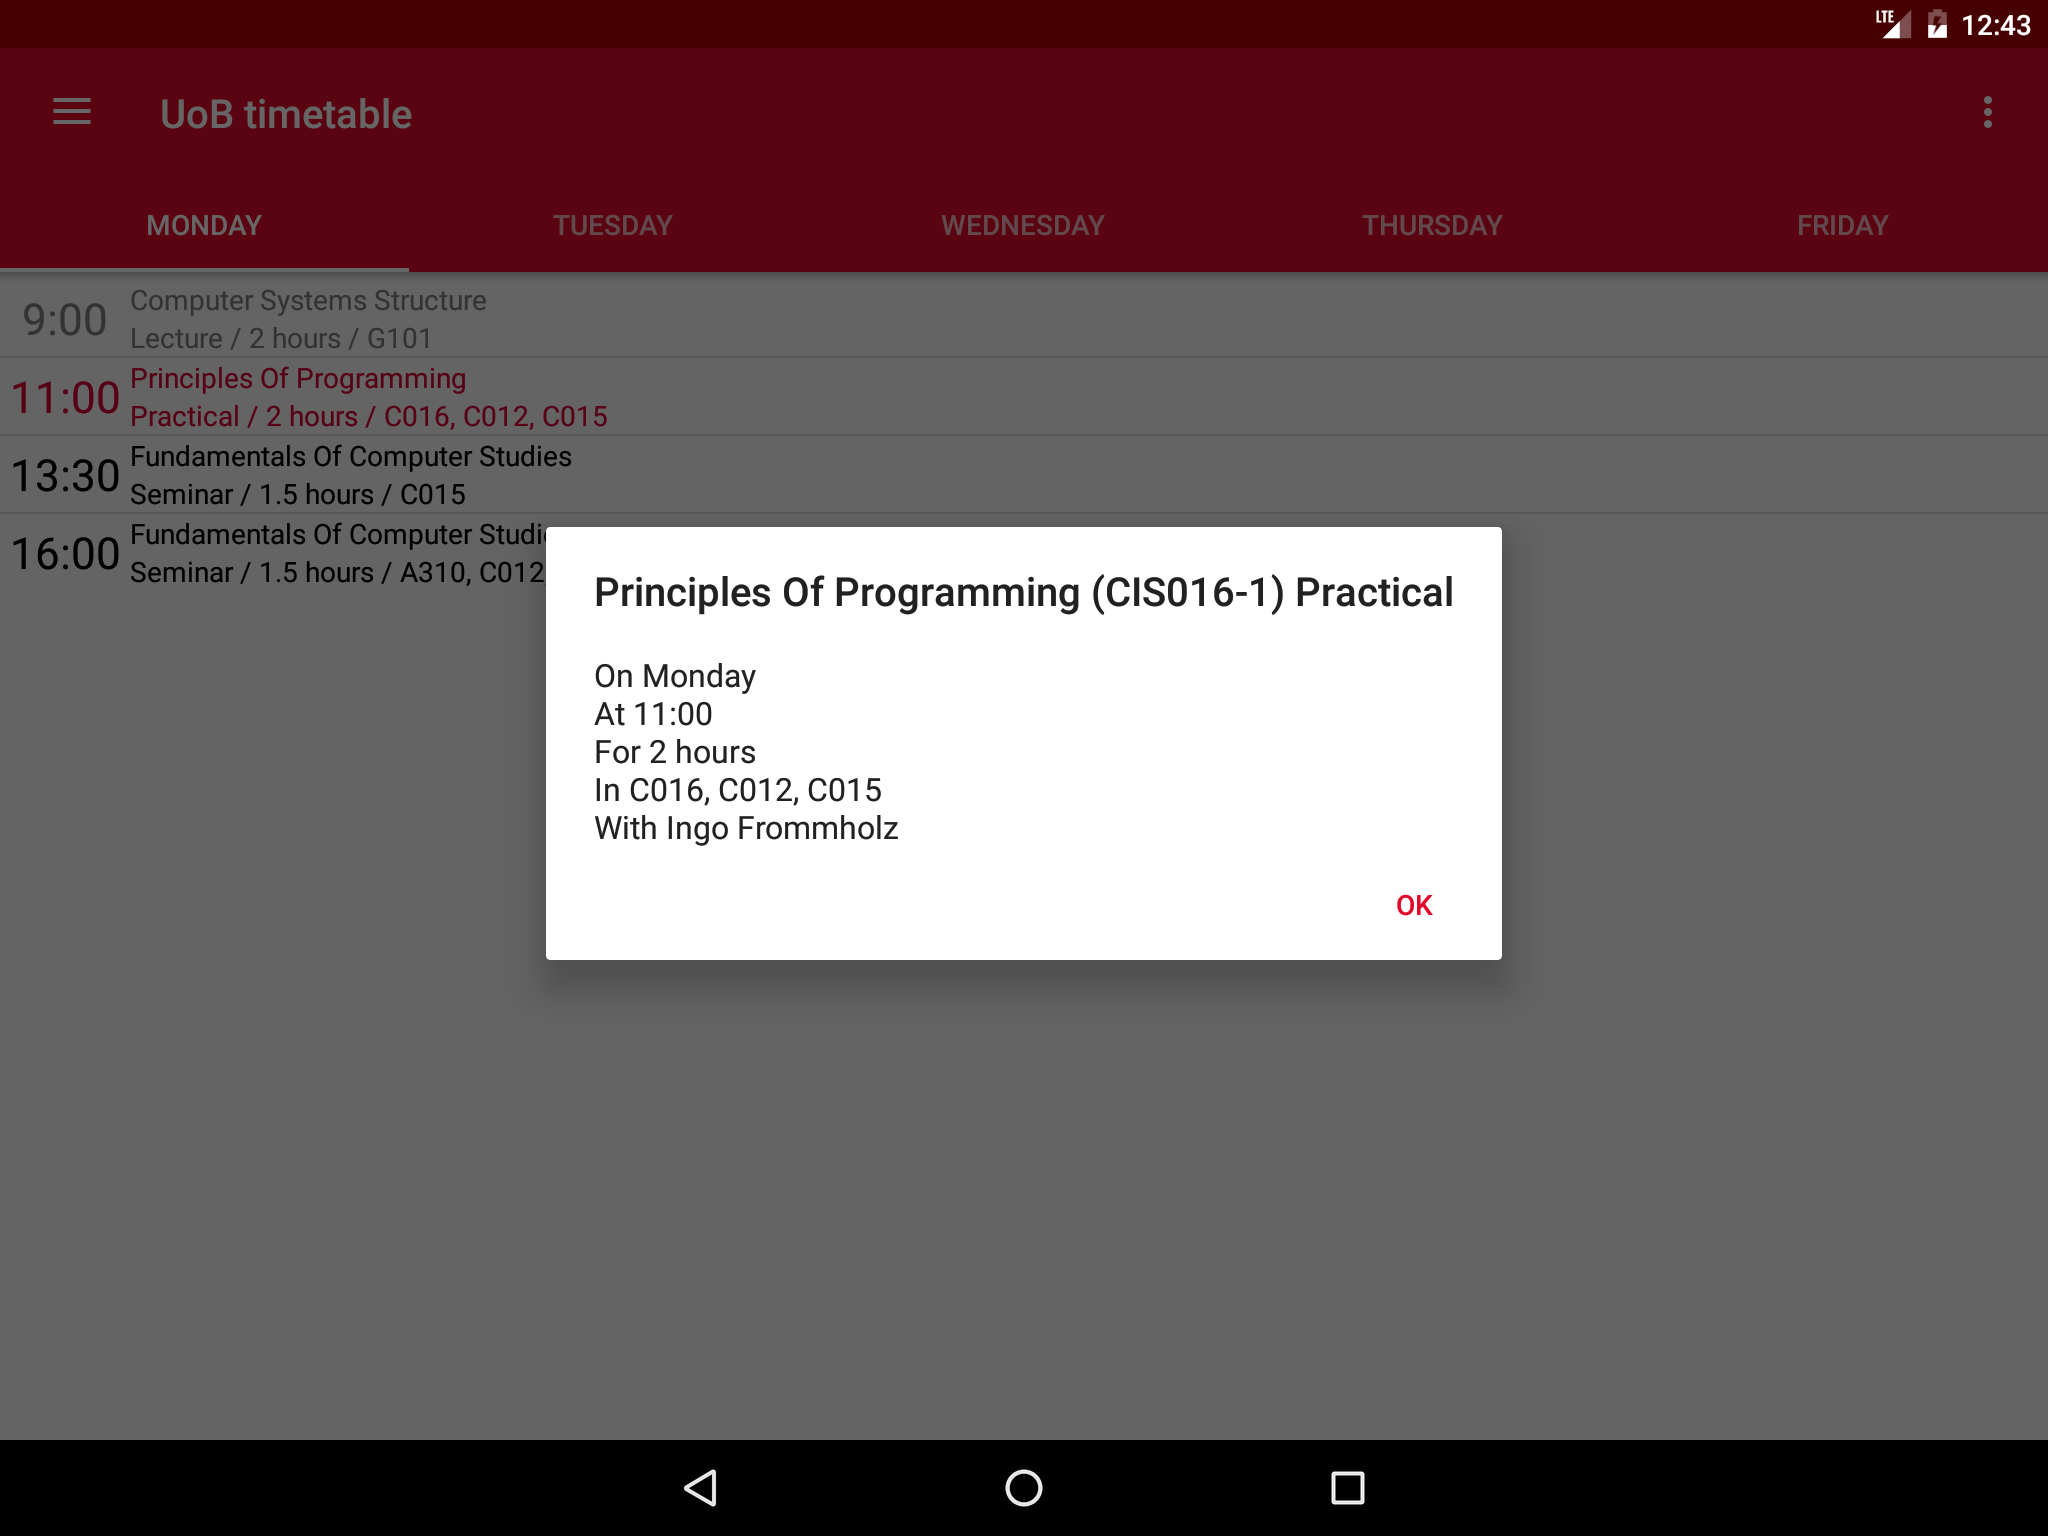 LTE 12:43
UoB timetable
MONDAY TUESDAY WEDNESDAY THURSDAY FRIDAY
9:00 Computer Systems Structure
Lecture / 2 hours / G101
11:00 Principles Of Programming
Practical / 2 hours / C016, C012, C015
13:30 Fundamentals Of Computer Studies
Seminar / 1.5 hours / C015
16:00 Fundamentals Of Computer
Seminar / 1.5 hours / A310, C012
Principles Of Programming (CIS016-1) Practical
On Monday
At 11:00
For 2 hours
In C016, C012, C015
With Ingo Frommholz
OK